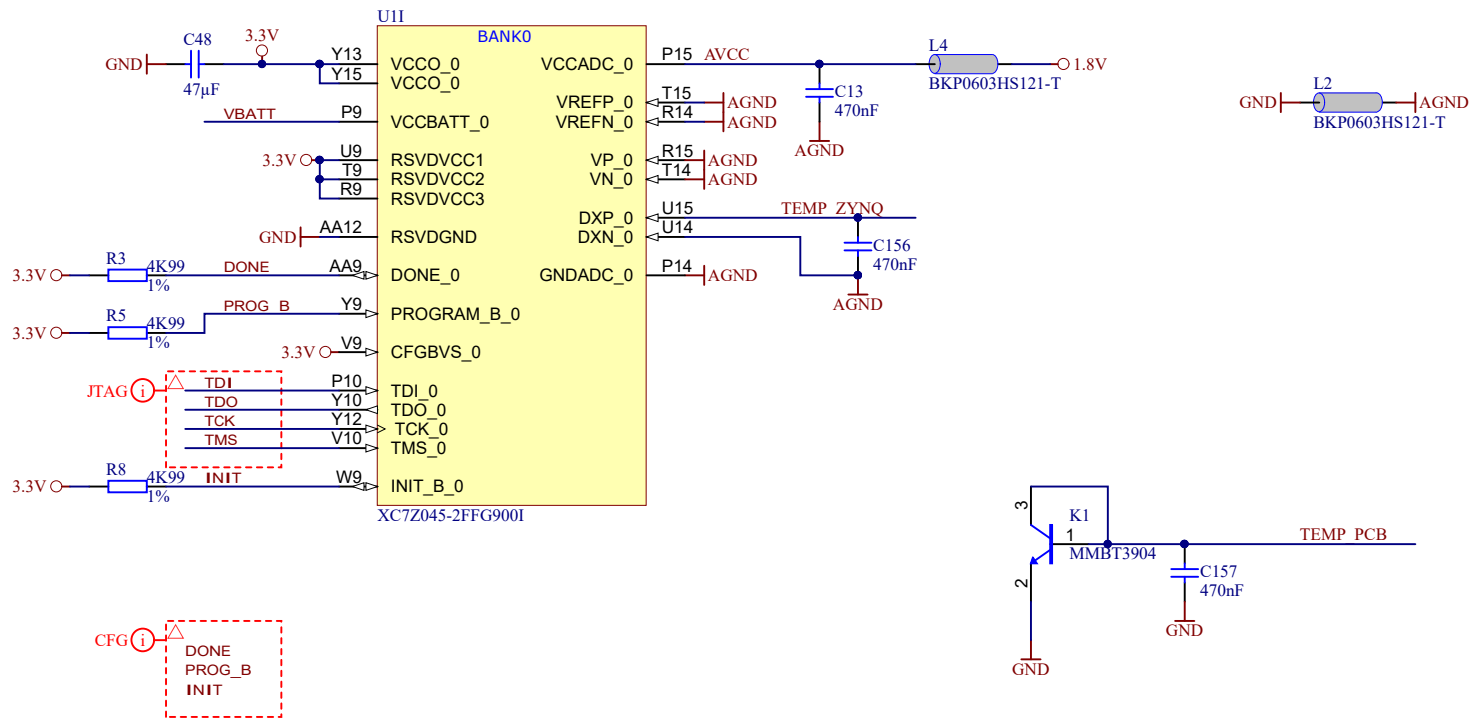 U1I
BANK0
C48
3.3V
GND
47µF
Y13
VCCO_0
Y15
VCCO_0
VBATT
P9
VCCBATT_0
3.3V
U9
RSVDVCC1
T9
RSVDVCC2
R9
RSVDVCC3
GND
AA12
RSVDGND
3.3V
R3
4K99
1%
DONE
AA9
DONE_0
3.3V
R5
4K99
1%
PROG_B
Y9
PROGRAM_B_0
3.3V
V9
CFGBVS_0
JTAG
i
TDI
P10
TDI_0
TDO
Y10
TDO_0
TCK
Y12
TCK_0
TMS
V10
TMS_0
3.3V
R8
4K99
1%
INIT
W9
INIT_B_0
XC7Z045-2FFG900I
VCCADC_0
P15
AVCC
L4
BKP0603HS121-T
1.8V
C13
470nF
AGND
VREFP_0
T15
AGND
VREFN_0
R14
AGND
VP_0
R15
AGND
VN_0
T14
AGND
DXP_0
U15
TEMP_ZYNQ
DXN_0
U14
C156
470nF
AGND
GNDADC_0
P14
AGND
GND
L2
BKP0603HS121-T
AGND
3
K1
1
MMBT3904
2
GND
TEMP_PCB
C157
470nF
GND
CFG
i
DONE
PROG_B
INIT